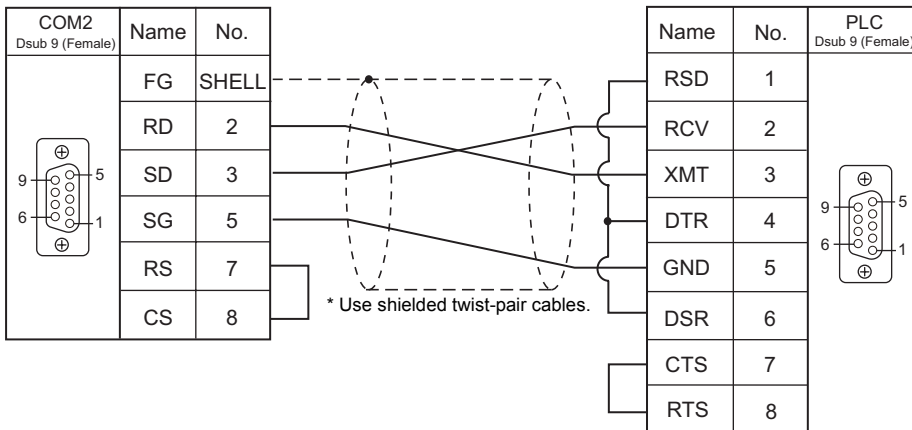 COM2
Dsub 9 (Female)
Name No.
FG SHELL
RD 2
SD 3
SG 5
RS 7
CS 8
9 5
6 1
* Use shielded twist-pair cables.
Name No.
PLC
Dsub 9 (Female)
RSD 1
RCV 2
XMT 3
DTR 4
GND 5
DSR 6
CTS 7
RTS 8
9 5
6 1